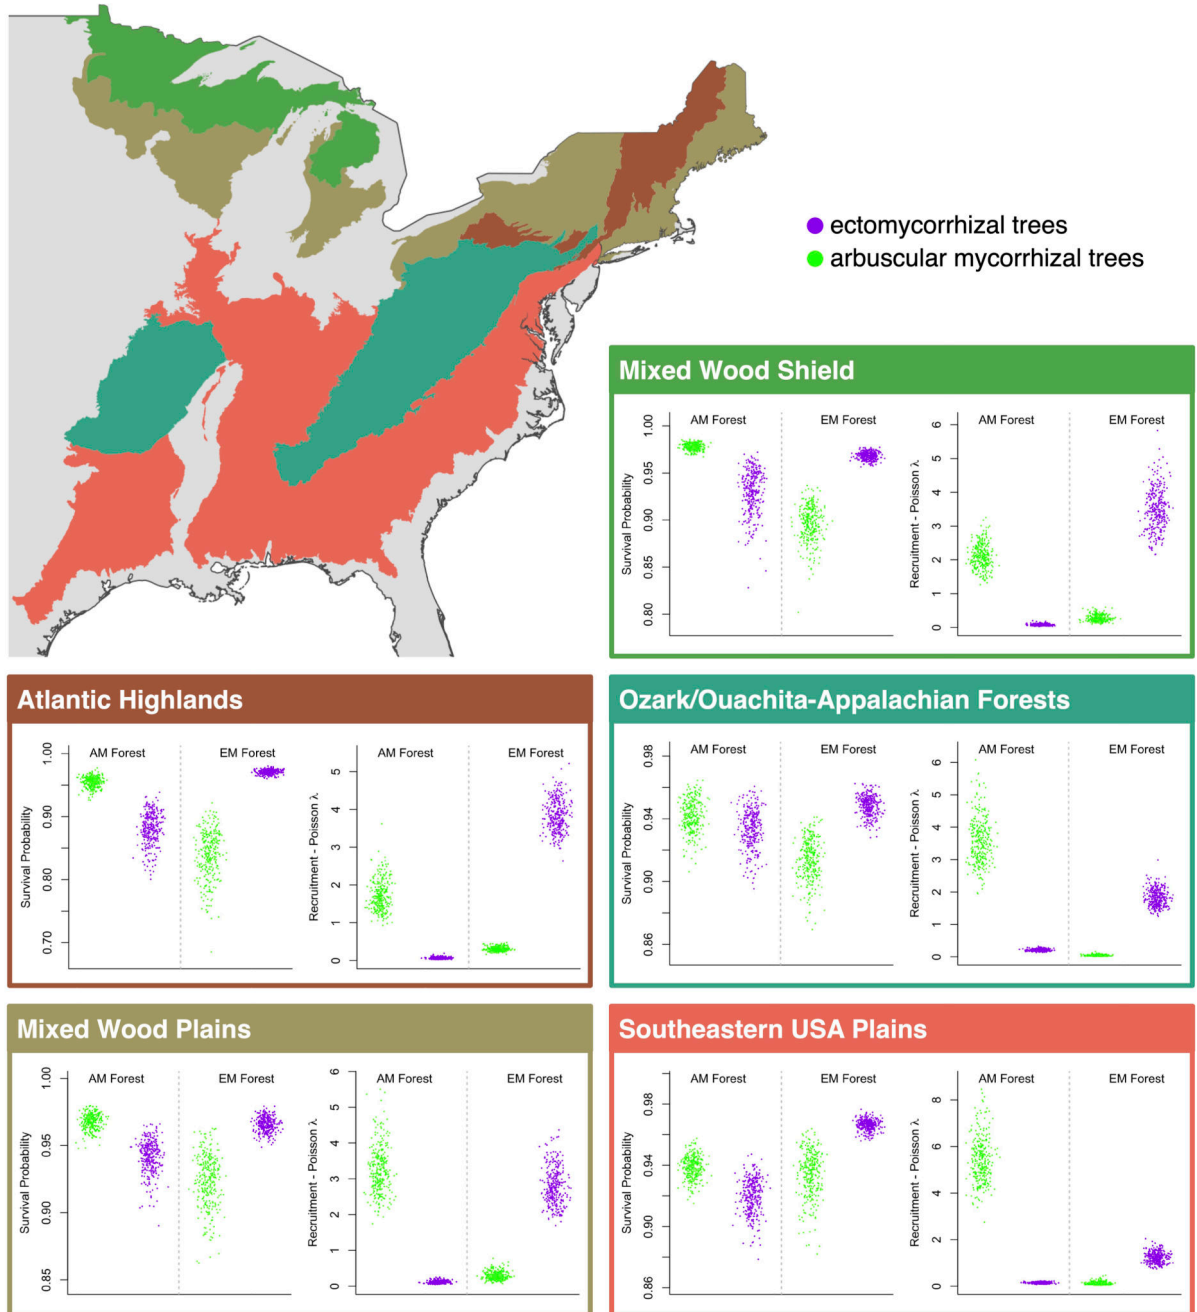 ectomycorrhizal trees
arbuscular mycorrhizal trees
Mixed Wood Shield
AM Forest EM Forest
Survival Probability
1.00
0.95
0.90
0.85
0.80
AM Forest EM Forest
Recruitment - Poisson λ
6
5
4
3
2
1
0
Atlantic Highlands
AM Forest EM Forest
Survival Probability
1.00
0.90
0.80
0.70
AM Forest EM Forest
Recruitment - Poisson λ
5
4
3
2
1
0
Ozark/Ouachita-Appalachian Forests
AM Forest EM Forest
Survival Probability
0.98
0.94
0.90
0.86
AM Forest EM Forest
Recruitment - Poisson λ
6
5
4
3
2
1
0
Mixed Wood Plains
AM Forest EM Forest
Survival Probability
1.00
0.95
0.90
0.85
AM Forest EM Forest
Recruitment - Poisson λ
6
5
4
3
2
1
0
Southeastern USA Plains
AM Forest EM Forest
Survival Probability
0.98
0.94
0.90
0.86
AM Forest EM Forest
Recruitment - Poisson λ
8
6
4
2
0